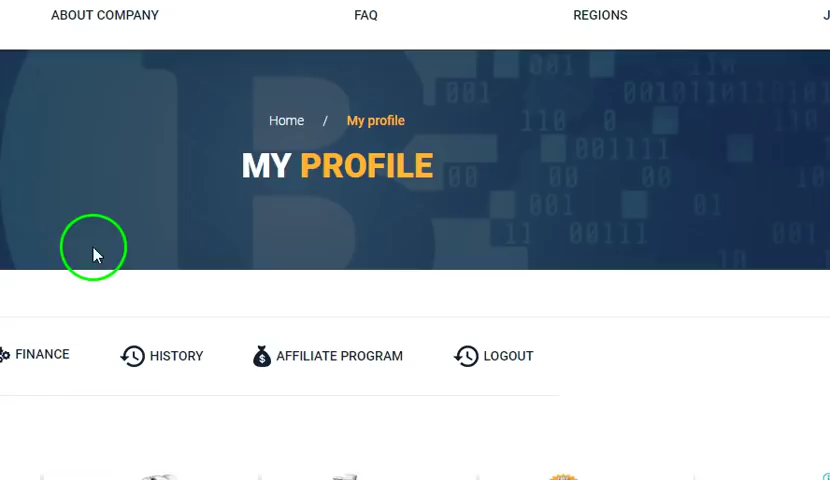 ABOUT COMPANY FAQ REGIONS J
Home / My profile
MY PROFILE
FINANCE HISTORY AFFILIATE PROGRAM LOGOUT